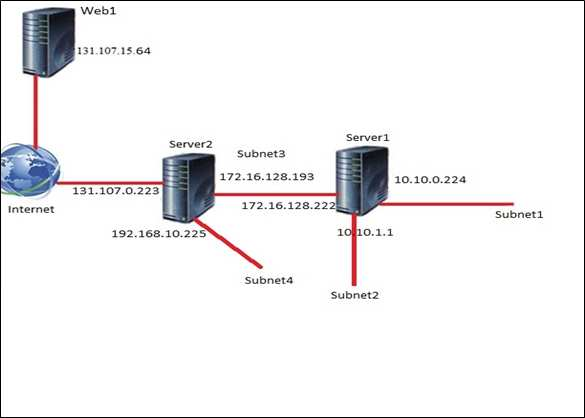 Web1
131.107.15.64
Server1
Server2
Subnet3
172.16.128.193
10.10.0.224
131.107.0.223
Internet
172.16.128.222
Subnet1
192.168.10.225
10.10.1.1
Subnet4
Subnet2